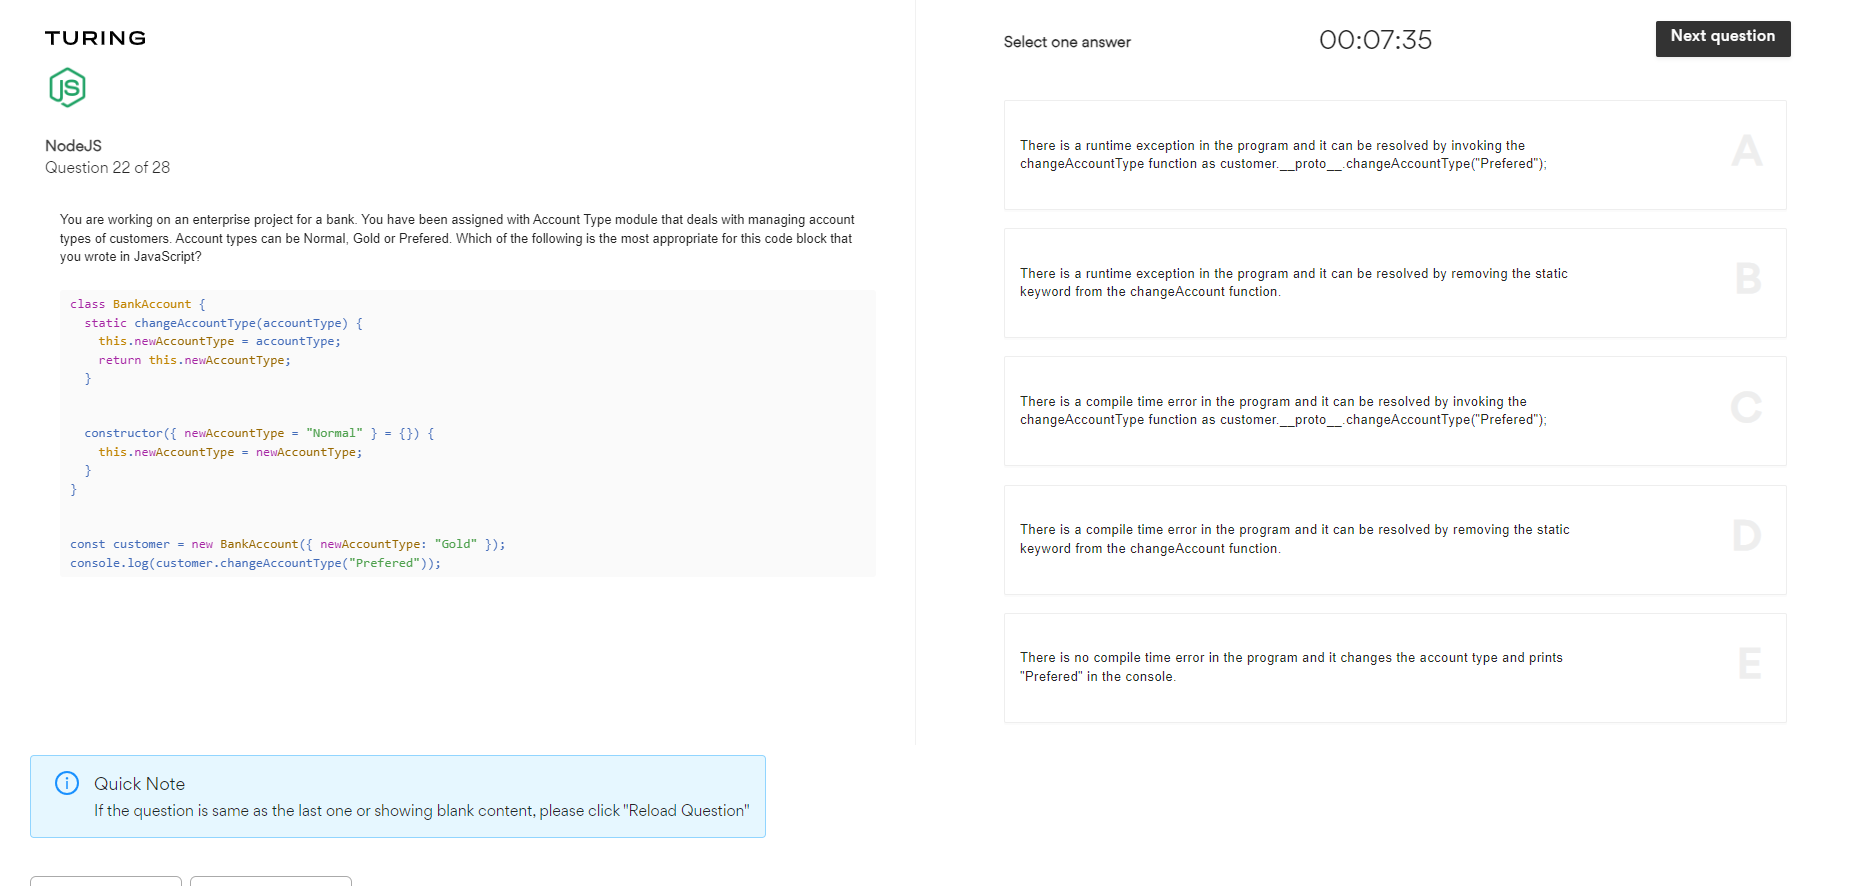 TURING
JS
NodeJS
Question 22 of 28
You are working on an enterprise project for a bank. You have been assigned with Account Type module that deals with managing account
types of customers. Account types can be Normal, Gold or Prefered. Which of the following is the most appropriate for this code block that
you wrote in JavaScript?
class BankAccount {
  static changeAccountType(accountType) {
    this.newAccountType = accountType;
    return this.newAccountType;
  }
  constructor({ newAccountType = "Normal" } = {}) {
    this.newAccountType = newAccountType;
  }
}
const customer = new BankAccount({ newAccountType: "Gold" });
console.log(customer.changeAccountType("Prefered"));
Quick Note
If the question is same as the last one or showing blank content, please click "Reload Question"
Select one answer
00:07:35
Next question
There is a runtime exception in the program and it can be resolved by invoking the
changeAccountType function as customer.__proto__.changeAccountType("Prefered");
A
There is a runtime exception in the program and it can be resolved by removing the static
keyword from the changeAccount function.
B
There is a compile time error in the program and it can be resolved by invoking the
changeAccountType function as customer.__proto__.changeAccountType("Prefered");
C
There is a compile time error in the program and it can be resolved by removing the static
keyword from the changeAccount function.
D
There is no compile time error in the program and it changes the account type and prints
"Prefered" in the console.
E